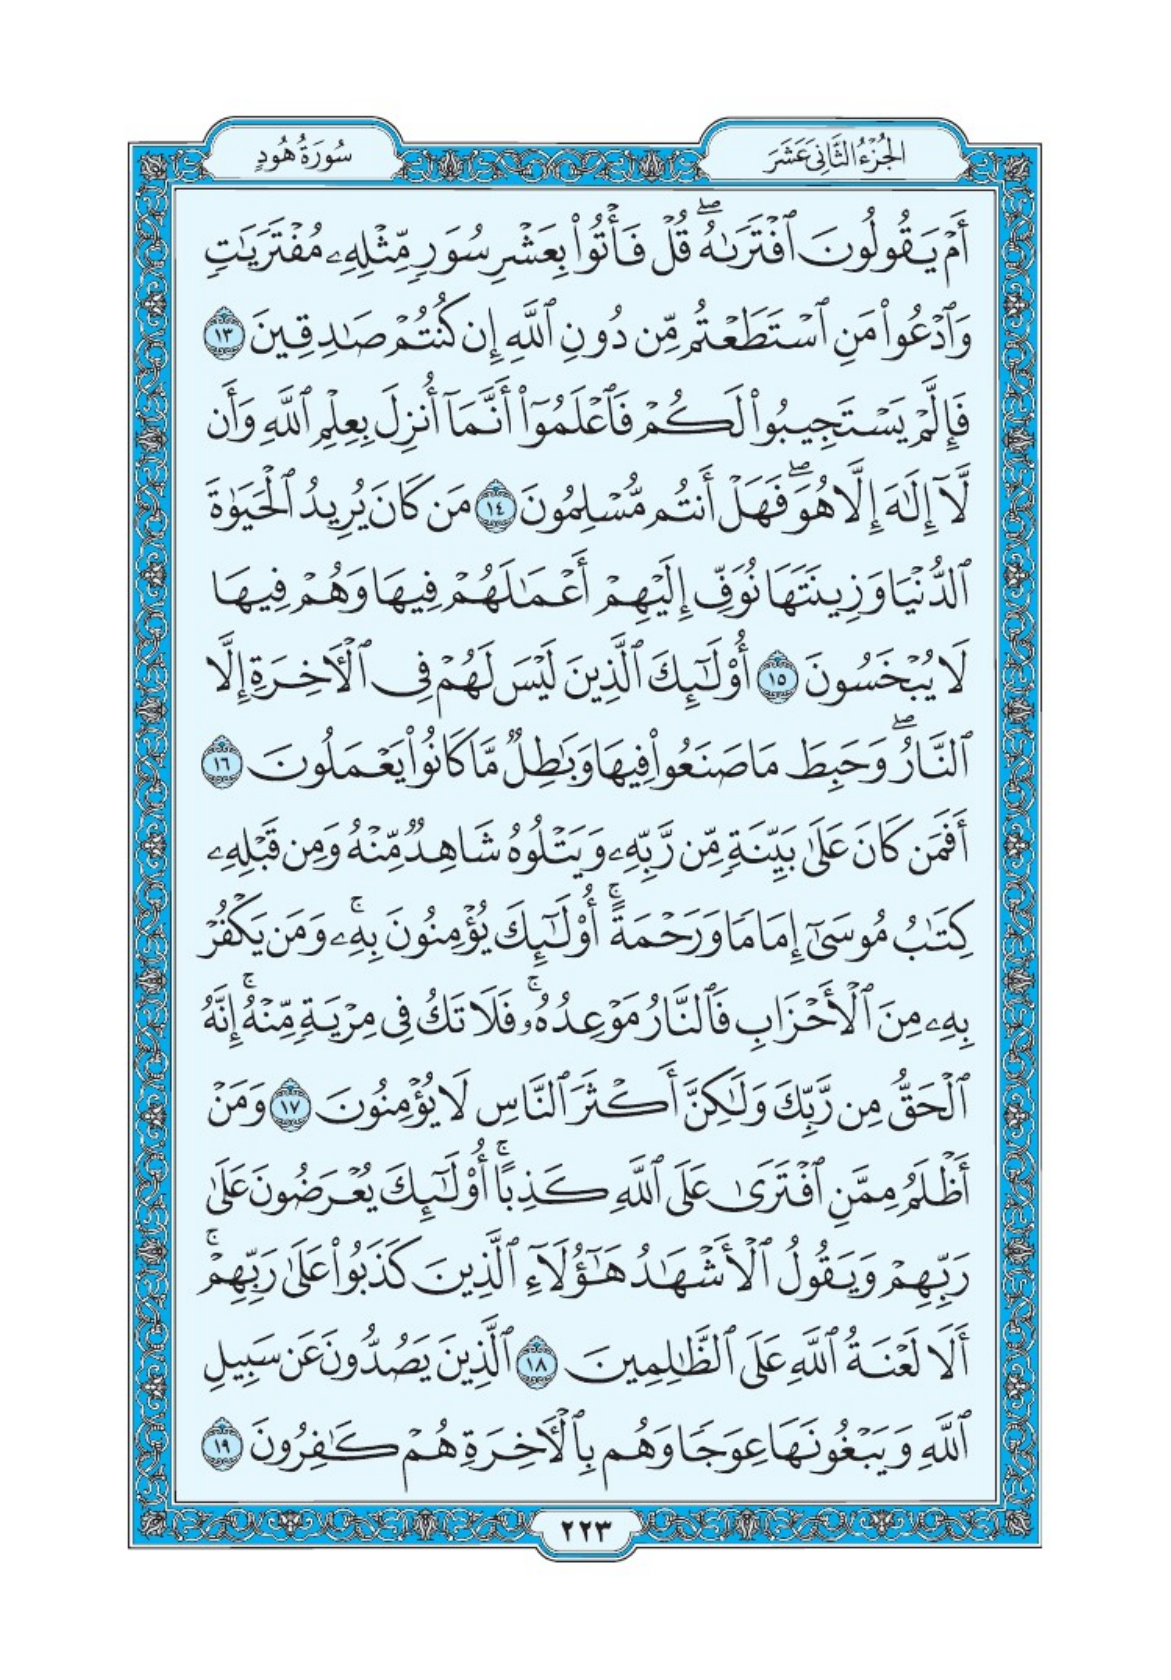 الجُزْءُ الثَّانِي عَشَرَ
سُورَةُ هُودٍ
أَمْ يَقُولُونَ ٱفْتَرَىٰهُۖ قُلْ فَأْتُواْ بِعَشْرِ سُوَرٍ مِّثْلِهِۦ مُفْتَرَيَٰتٍ
وَٱدْعُواْ مَنِ ٱسْتَطَعْتُم مِّن دُونِ ٱللَّهِ إِن كُنتُمْ صَٰدِقِينَ ١٣
فَإِلَّمْ يَسْتَجِيبُواْ لَكُمْ فَٱعْلَمُوٓاْ أَنَّمَآ أُنزِلَ بِعِلْمِ ٱللَّهِ وَأَن
لَّآ إِلَٰهَ إِلَّا هُوَۖ فَهَلْ أَنتُم مُّسْلِمُونَ ١٤ مَن كَانَ يُرِيدُ ٱلْحَيَوٰةَ
ٱلدُّنْيَا وَزِينَتَهَا نُوَفِّ إِلَيْهِمْ أَعْمَٰلَهُمْ فِيهَا وَهُمْ فِيهَا
لَا يُبْخَسُونَ ١٥ أُوْلَٰٓئِكَ ٱلَّذِينَ لَيْسَ لَهُمْ فِى ٱلْأَخِرَةِ إِلَّا
ٱلنَّارُۖ وَحَبِطَ مَا صَنَعُواْ فِيهَا وَبَٰطِلٌ مَّا كَانُواْ يَعْمَلُونَ ١٦
أَفَمَن كَانَ عَلَىٰ بَيِّنَةٍ مِّن رَّبِّهِۦ وَيَتْلُوهُ شَاهِدٌ مِّنْهُ وَمِن قَبْلِهِۦ
كِتَٰبُ مُوسَىٰٓ إِمَامًا وَرَحْمَةًۚ أُوْلَٰٓئِكَ يُؤْمِنُونَ بِهِۦۚ وَمَن يَكْفُرْ
بِهِۦ مِنَ ٱلْأَحْزَابِ فَٱلنَّارُ مَوْعِدُهُۥۚ فَلَا تَكُ فِى مِرْيَةٍ مِّنْهُۚ إِنَّهُ
ٱلْحَقُّ مِن رَّبِّكَ وَلَٰكِنَّ أَكْثَرَ ٱلنَّاسِ لَا يُؤْمِنُونَ ١٧ وَمَنْ
أَظْلَمُ مِمَّنِ ٱفْتَرَىٰ عَلَى ٱللَّهِ كَذِبًاۚ أُوْلَٰٓئِكَ يُعْرَضُونَ عَلَىٰ
رَبِّهِمْ وَيَقُولُ ٱلْأَشْهَٰدُ هَٰٓؤُلَآءِ ٱلَّذِينَ كَذَبُواْ عَلَىٰ رَبِّهِمْۚ
أَلَا لَعْنَةُ ٱللَّهِ عَلَى ٱلظَّٰلِمِينَ ١٨ ٱلَّذِينَ يَصُدُّونَ عَن سَبِيلِ
ٱللَّهِ وَيَبْغُونَهَا عِوَجًا وَهُم بِٱلْأَخِرَةِ هُمْ كَٰفِرُونَ ١٩
٢٢٣